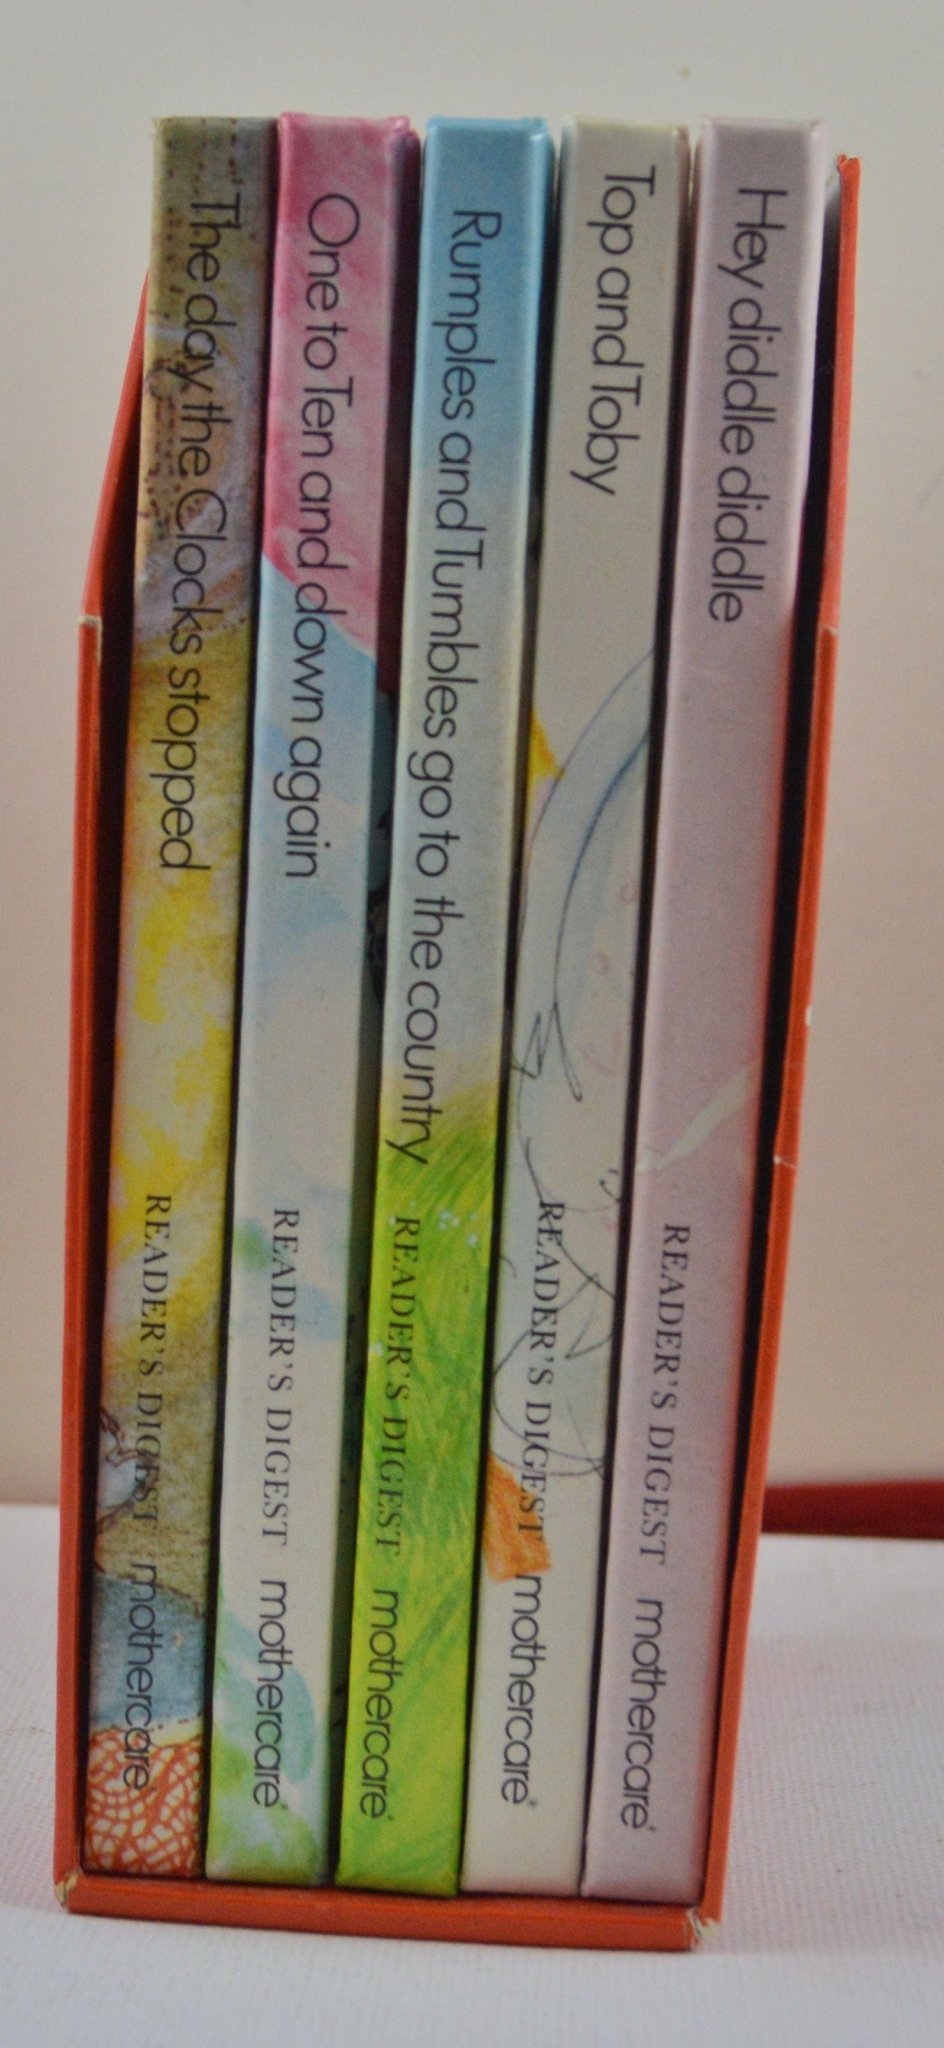 The day the Clocks stopped READER'S DIGEST mothercare®
One to Ten and down again READER'S DIGEST mothercare®
Rumples and Tumbles go to the country READER'S DIGEST mothercare®
Top and Toby READER'S DIGEST mothercare®
Hey diddle diddle READER'S DIGEST mothercare®